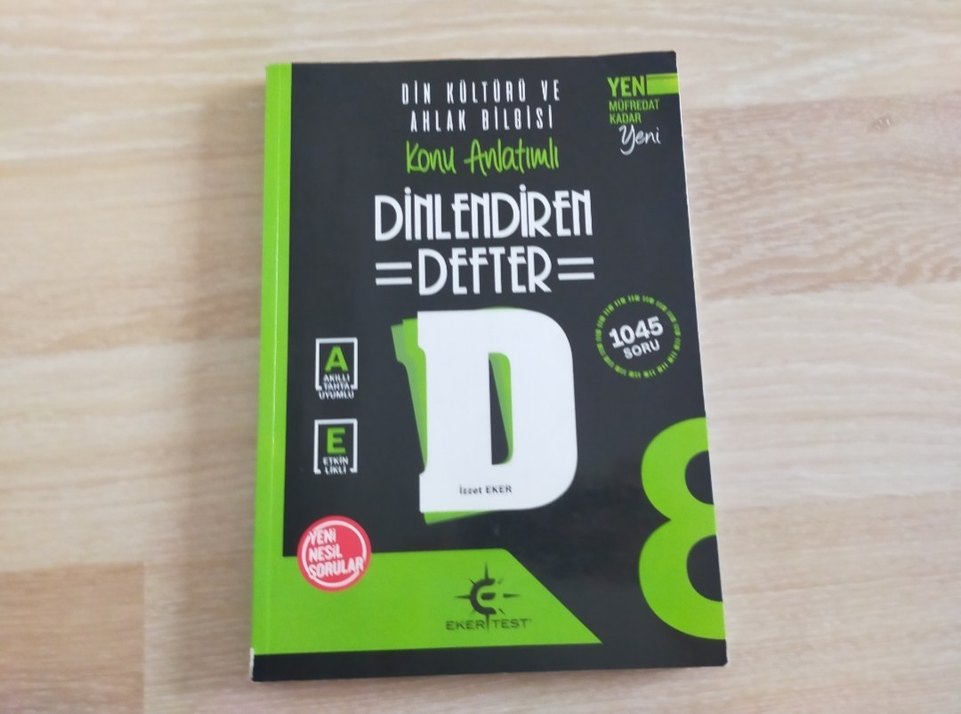 DİN KÜLTÜRÜ VE
AHLAK BİLGİSİ
Konu Anlatımlı
DİNLENDİREN
DEFTER
YEN
MÜFREDAT
KADAR
Yeni
1045
SORU
A
AKILLI
TAHTA
UYUMLU
E
ETKİN
LİKLİ
D
İzzet EKER
YENİ
NESİL
SORULAR
8
EKER TEST